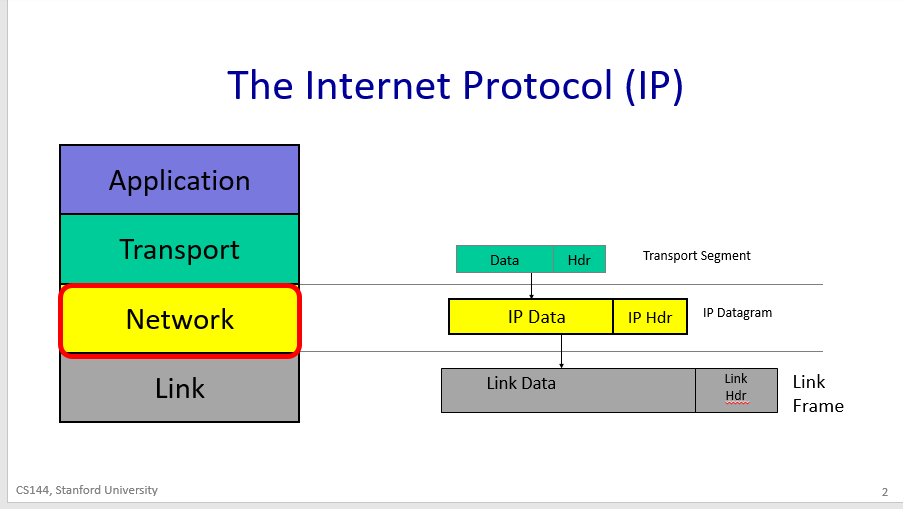 The Internet Protocol (IP)
Application
Transport
Network
Link
Data
Hdr
Transport Segment
IP Data
IP Hdr
IP Datagram
Link Data
Link
Hdr
Link
Frame
CS144, Stanford University
2